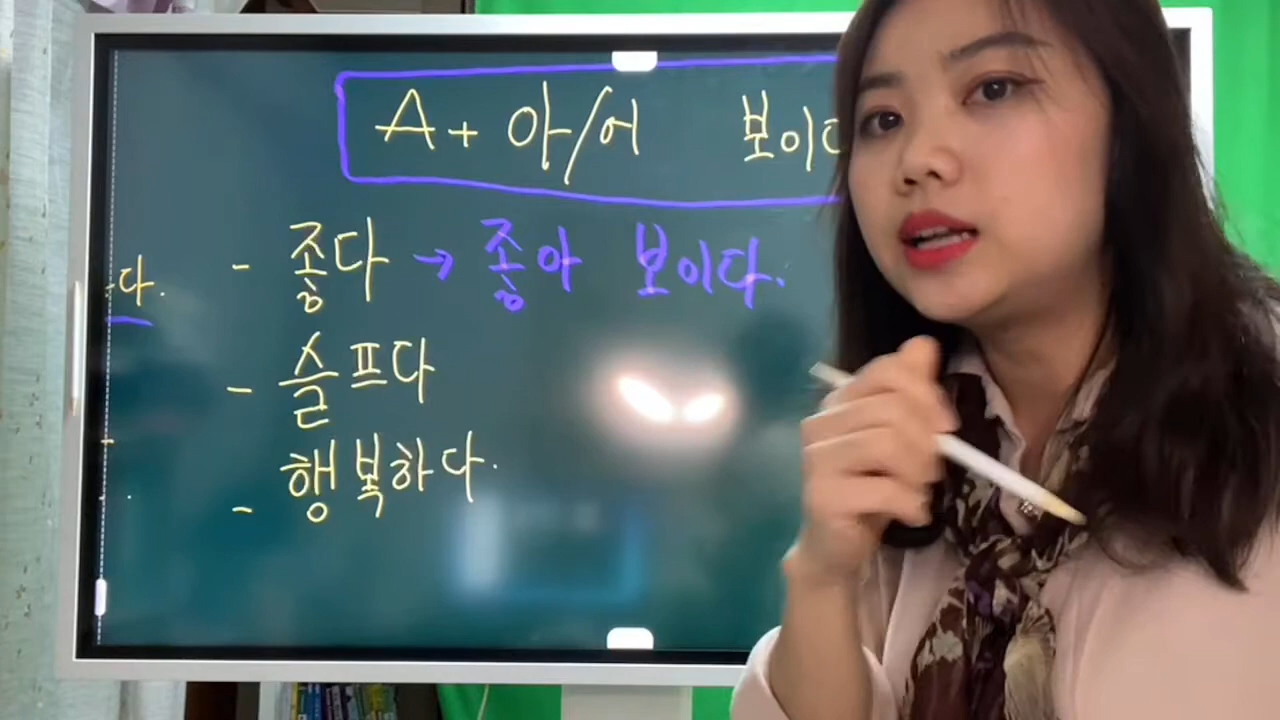 A + 아/어 보이다
다.
- 좋다 → 좋아 보이다.
- 슬프다
- 행복하다.